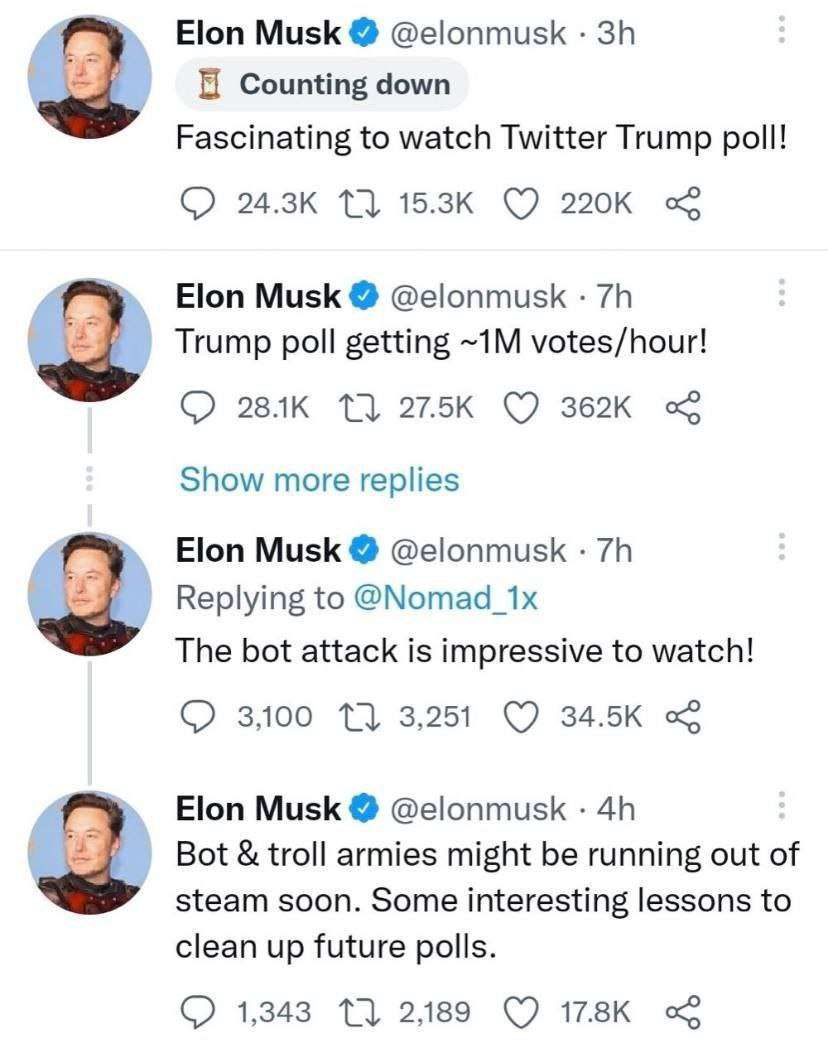 Elon Musk @elonmusk · 3h
⏳ Counting down
Fascinating to watch Twitter Trump poll!
24.3K 15.3K 220K
Elon Musk @elonmusk · 7h
Trump poll getting ~1M votes/hour!
28.1K 27.5K 362K
Show more replies
Elon Musk @elonmusk · 7h
Replying to @Nomad_1x
The bot attack is impressive to watch!
3,100 3,251 34.5K
Elon Musk @elonmusk · 4h
Bot & troll armies might be running out of
steam soon. Some interesting lessons to
clean up future polls.
1,343 2,189 17.8K